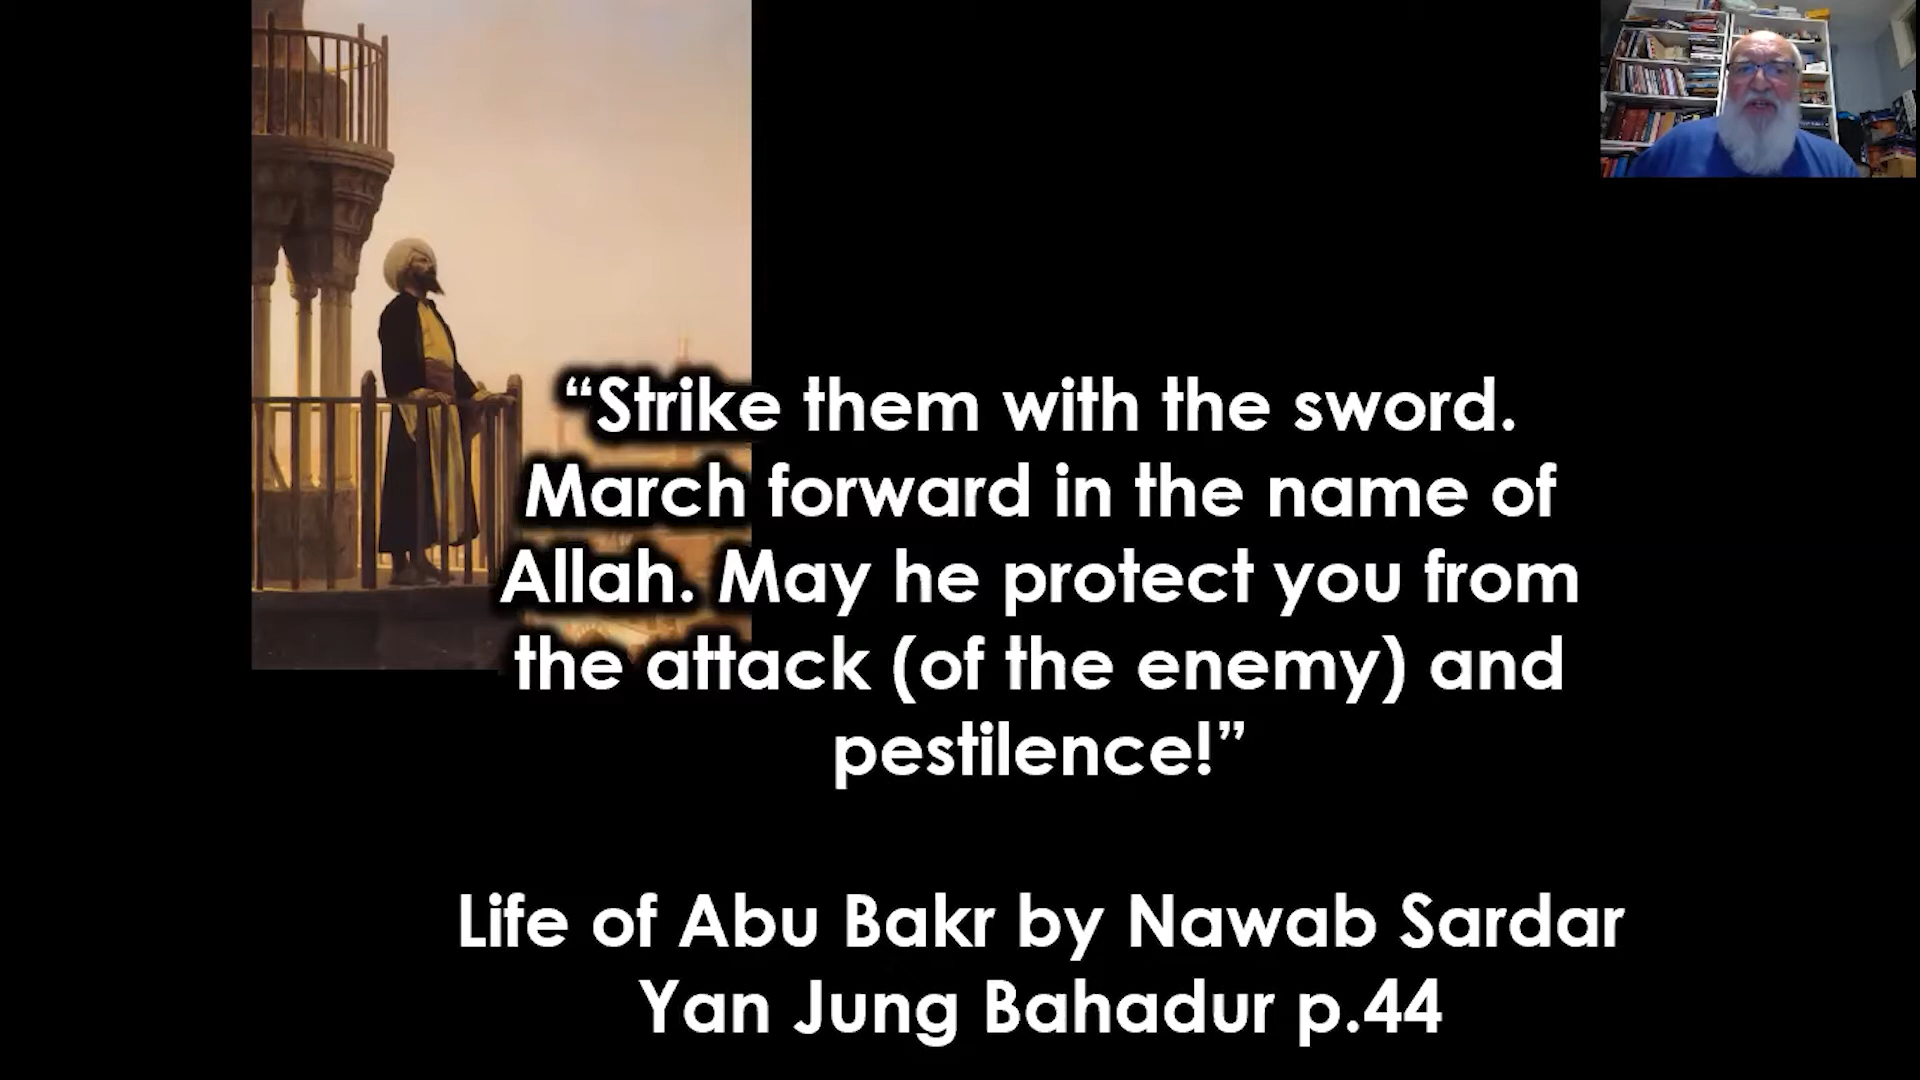 “Strike them with the sword.
March forward in the name of
Allah. May he protect you from
the attack (of the enemy) and
pestilence!”
Life of Abu Bakr by Nawab Sardar
Yan Jung Bahadur p.44